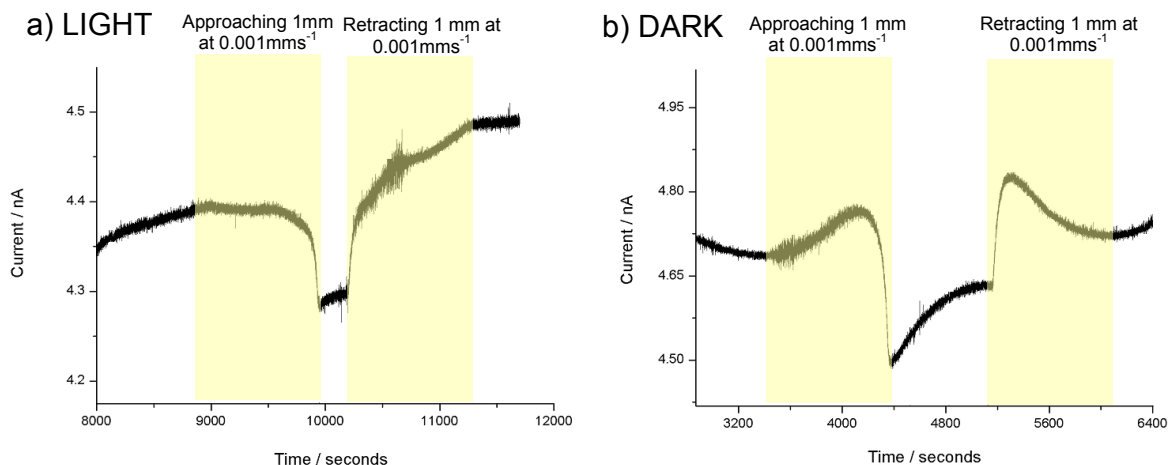 a) LIGHT
Approaching 1mm
at 0.001mms⁻¹
Retracting 1 mm at
0.001mms⁻¹
4.5
4.4
4.3
4.2
Current / nA
8000 9000 10000 11000 12000
Time / seconds
b) DARK
Approaching 1 mm
at 0.001mms⁻¹
Retracting 1 mm at
0.001mms⁻¹
4.95
4.80
4.65
4.50
Current / nA
3200 4000 4800 5600 6400
Time / seconds